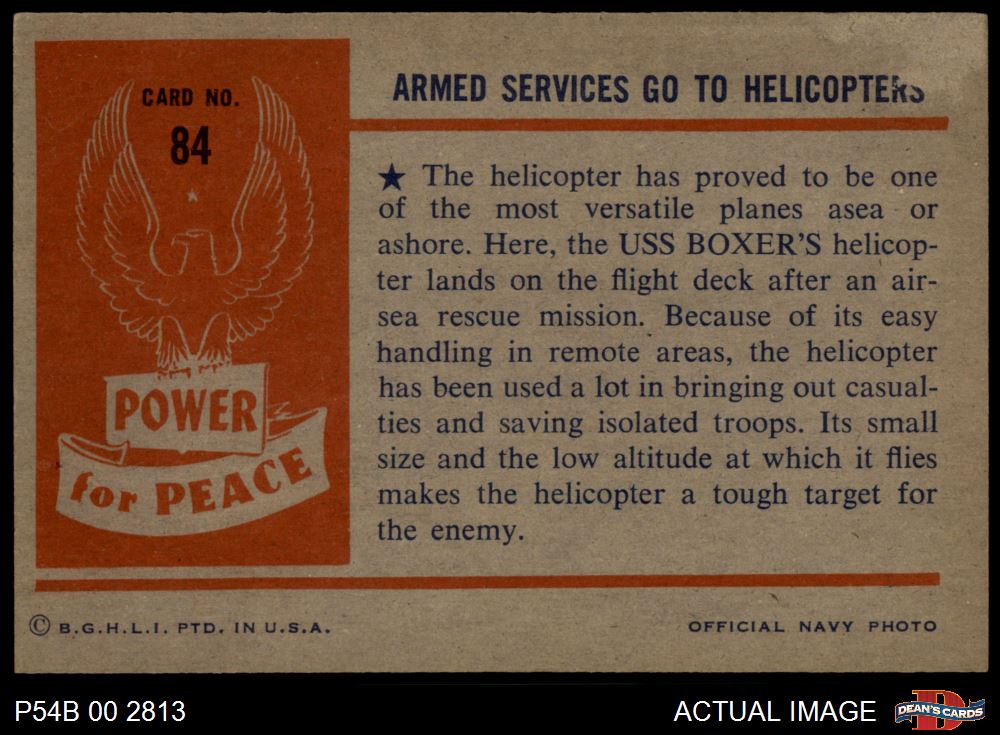 CARD NO.
84
POWER
for PEACE
ARMED SERVICES GO TO HELICOPTERS
★ The helicopter has proved to be one
of the most versatile planes asea or
ashore. Here, the USS BOXER'S helicop-
ter lands on the flight deck after an air-
sea rescue mission. Because of its easy
handling in remote areas, the helicopter
has been used a lot in bringing out casual-
ties and saving isolated troops. Its small
size and the low altitude at which it flies
makes the helicopter a tough target for
the enemy.
© B.G.H.L.I. PTD. IN U.S.A.
OFFICIAL NAVY PHOTO
P54B 00 2813
ACTUAL IMAGE
DEAN'S CARDS